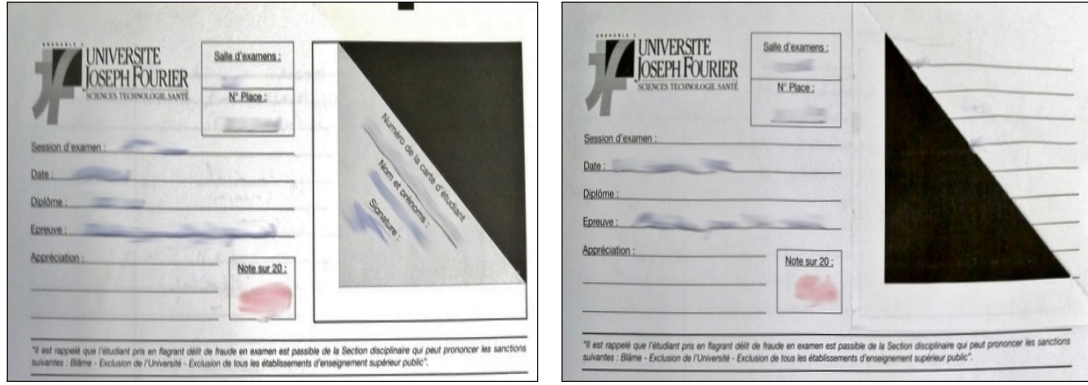 GRENOBLE 1
UNIVERSITE
JOSEPH FOURIER
SCIENCES. TECHNOLOGIE. SANTÉ
Salle d'examens :
N° Place :
Session d'examen :
Date :
Diplôme :
Epreuve :
Appréciation :
Note sur 20 :
Numéro de la carte d'étudiant
Nom et prénoms :
Signature :
"Il est rappelé que l'étudiant pris en flagrant délit de fraude en examen est passible de la Section disciplinaire qui peut prononcer les sanctions
suivantes : Blâme - Exclusion de l'Université - Exclusion de tous les établissements d'enseignement supérieur public".
GRENOBLE 1
UNIVERSITE
JOSEPH FOURIER
SCIENCES. TECHNOLOGIE. SANTÉ
Salle d'examens :
N° Place :
Session d'examen :
Date :
Diplôme :
Epreuve :
Appréciation :
Note sur 20 :
"Il est rappelé que l'étudiant pris en flagrant délit de fraude en examen est passible de la Section disciplinaire qui peut prononcer les sanctions
suivantes : Blâme - Exclusion de l'Université - Exclusion de tous les établissements d'enseignement supérieur public".